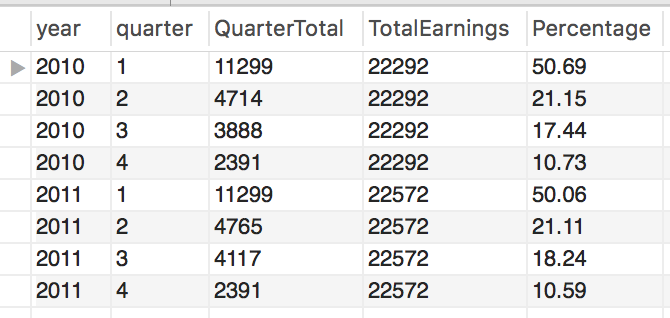 year quarter QuarterTotal TotalEarnings Percentage
2010 1 11299 22292 50.69
2010 2 4714 22292 21.15
2010 3 3888 22292 17.44
2010 4 2391 22292 10.73
2011 1 11299 22572 50.06
2011 2 4765 22572 21.11
2011 3 4117 22572 18.24
2011 4 2391 22572 10.59